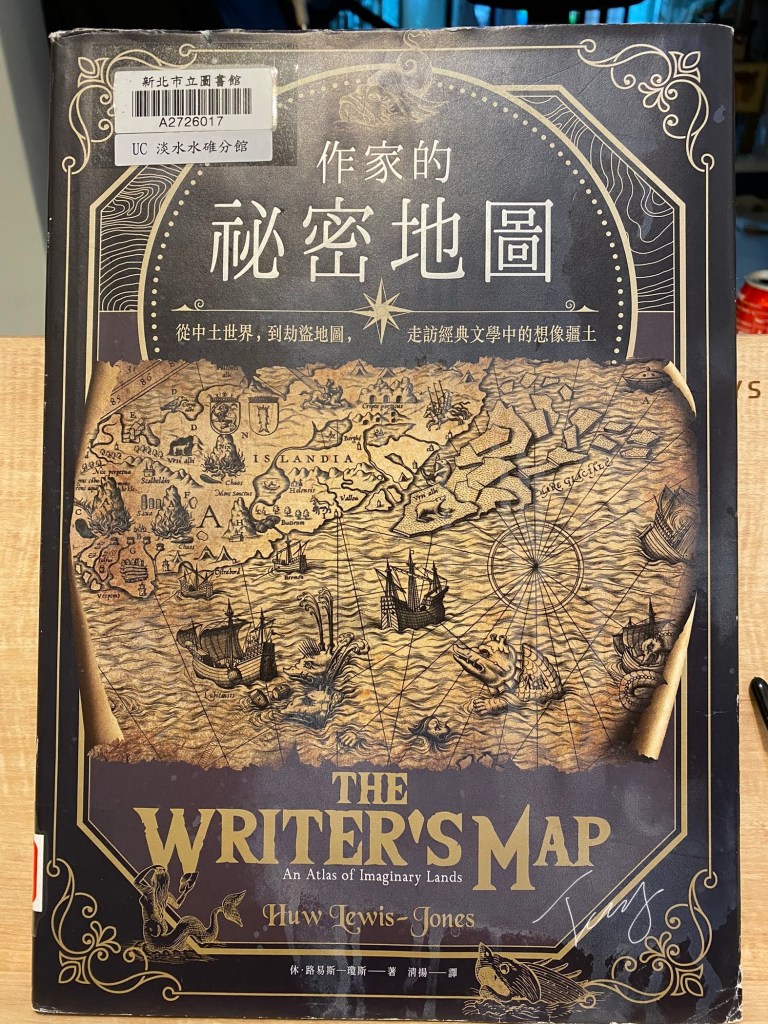 新北市立圖書館
A2726017
UC 淡水水碓分館
作家的
祕密地圖
從中土世界，到劫盜地圖， 走訪經典文學中的想像疆土
ISLANDIA
MARE GLACIALE
THE
WRITER'S MAP
An Atlas of Imaginary Lands
Huw Lewis-Jones
休·路易斯—瓊斯——著 清揚——譯